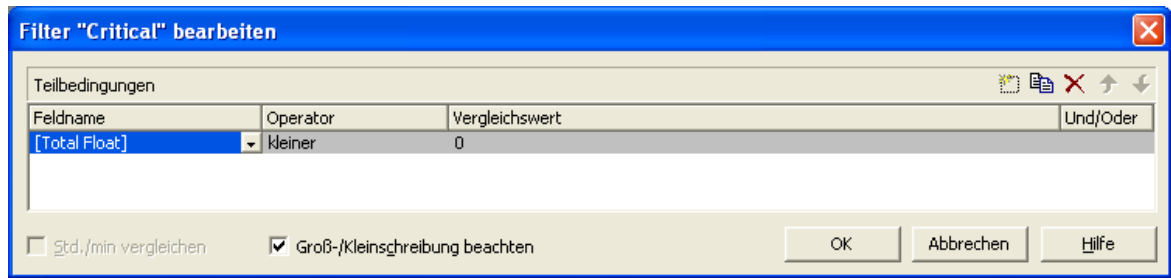 Filter "Critical" bearbeiten
Teilbedingungen
Feldname Operator Vergleichswert Und/Oder
[Total Float] kleiner 0
Std./min vergleichen Groß-/Kleinschreibung beachten OK Abbrechen Hilfe